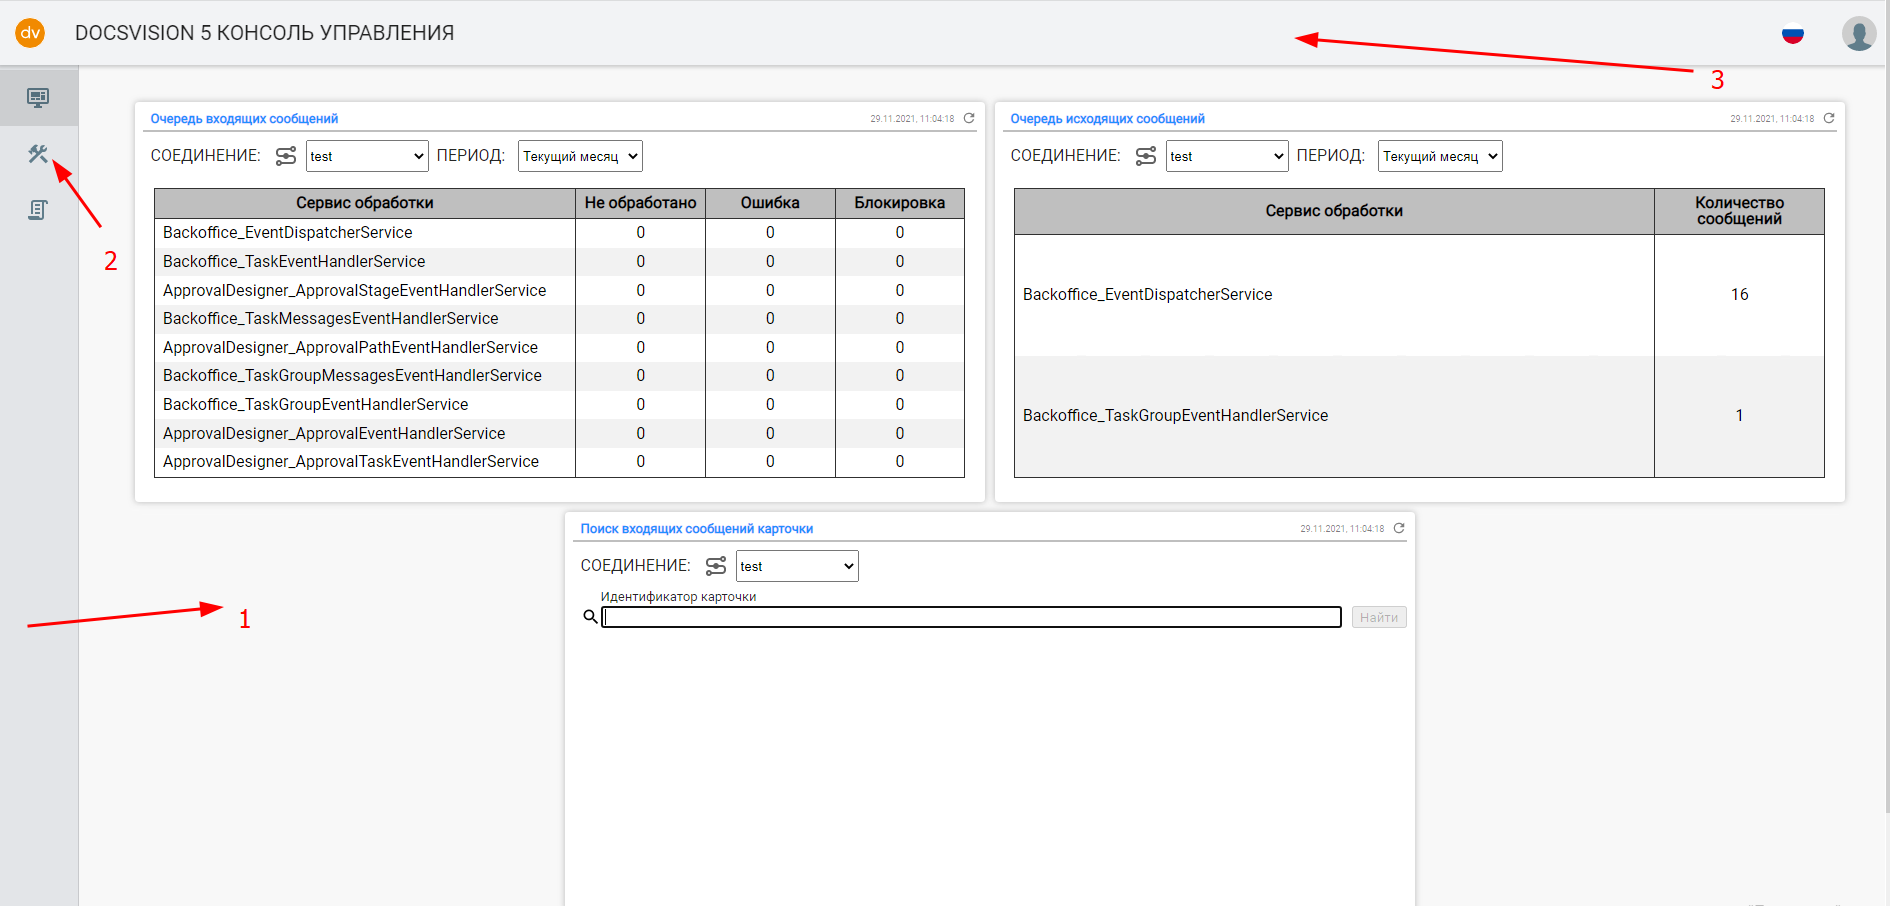 dv DOCSVISION 5 КОНСОЛЬ УПРАВЛЕНИЯ
3
Очередь входящих сообщений 29.11.2021, 11:04:18
СОЕДИНЕНИЕ: test ПЕРИОД: Текущий месяц
Сервис обработки Не обработано Ошибка Блокировка
Backoffice_EventDispatcherService 0 0 0
Backoffice_TaskEventHandlerService 0 0 0
ApprovalDesigner_ApprovalStageEventHandlerService 0 0 0
Backoffice_TaskMessagesEventHandlerService 0 0 0
ApprovalDesigner_ApprovalPathEventHandlerService 0 0 0
Backoffice_TaskGroupMessagesEventHandlerService 0 0 0
Backoffice_TaskGroupEventHandlerService 0 0 0
ApprovalDesigner_ApprovalEventHandlerService 0 0 0
ApprovalDesigner_ApprovalTaskEventHandlerService 0 0 0
Очередь исходящих сообщений 29.11.2021, 11:04:18
СОЕДИНЕНИЕ: test ПЕРИОД: Текущий месяц
Сервис обработки Количество
сообщений
Backoffice_EventDispatcherService 16
Backoffice_TaskGroupEventHandlerService 1
2
Поиск входящих сообщений карточки 29.11.2021, 11:04:18
СОЕДИНЕНИЕ: test
Идентификатор карточки
Найти
1